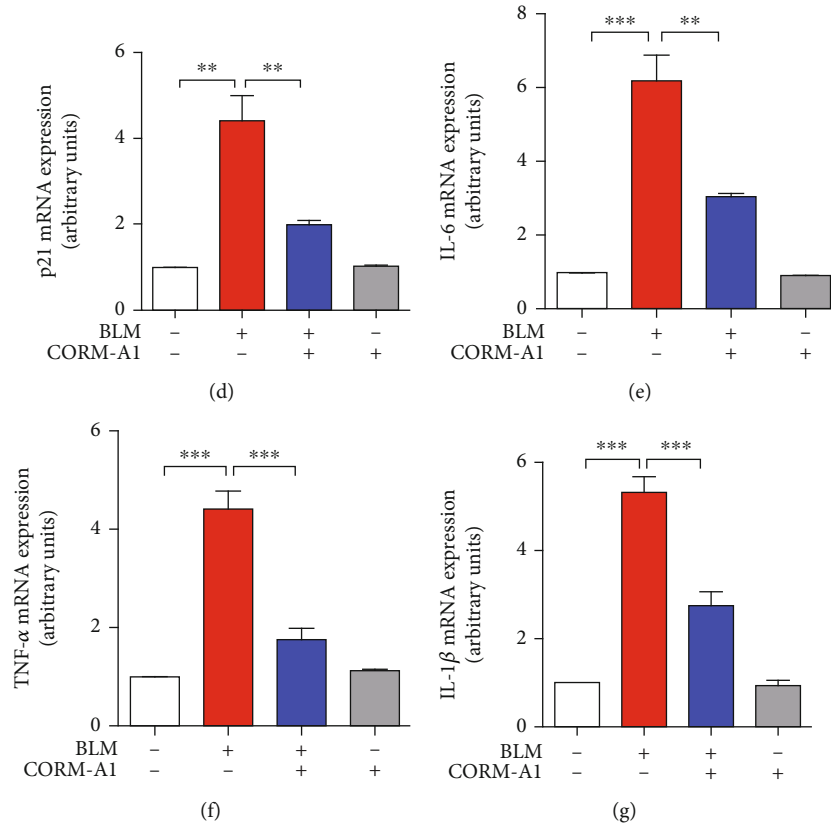 ** **
6
4
2
0
p21 mRNA expression
(arbitrary units)
BLM – + + –
CORM-A1 – – + +
(d)
*** **
8
6
4
2
0
IL-6 mRNA expression
(arbitrary units)
BLM – + + –
CORM-A1 – – + +
(e)
*** ***
6
4
2
0
TNF-α mRNA expression
(arbitrary units)
BLM – + + –
CORM-A1 – – + +
(f)
*** ***
6
4
2
0
IL-1β mRNA expression
(arbitrary units)
BLM – + + –
CORM-A1 – – + +
(g)